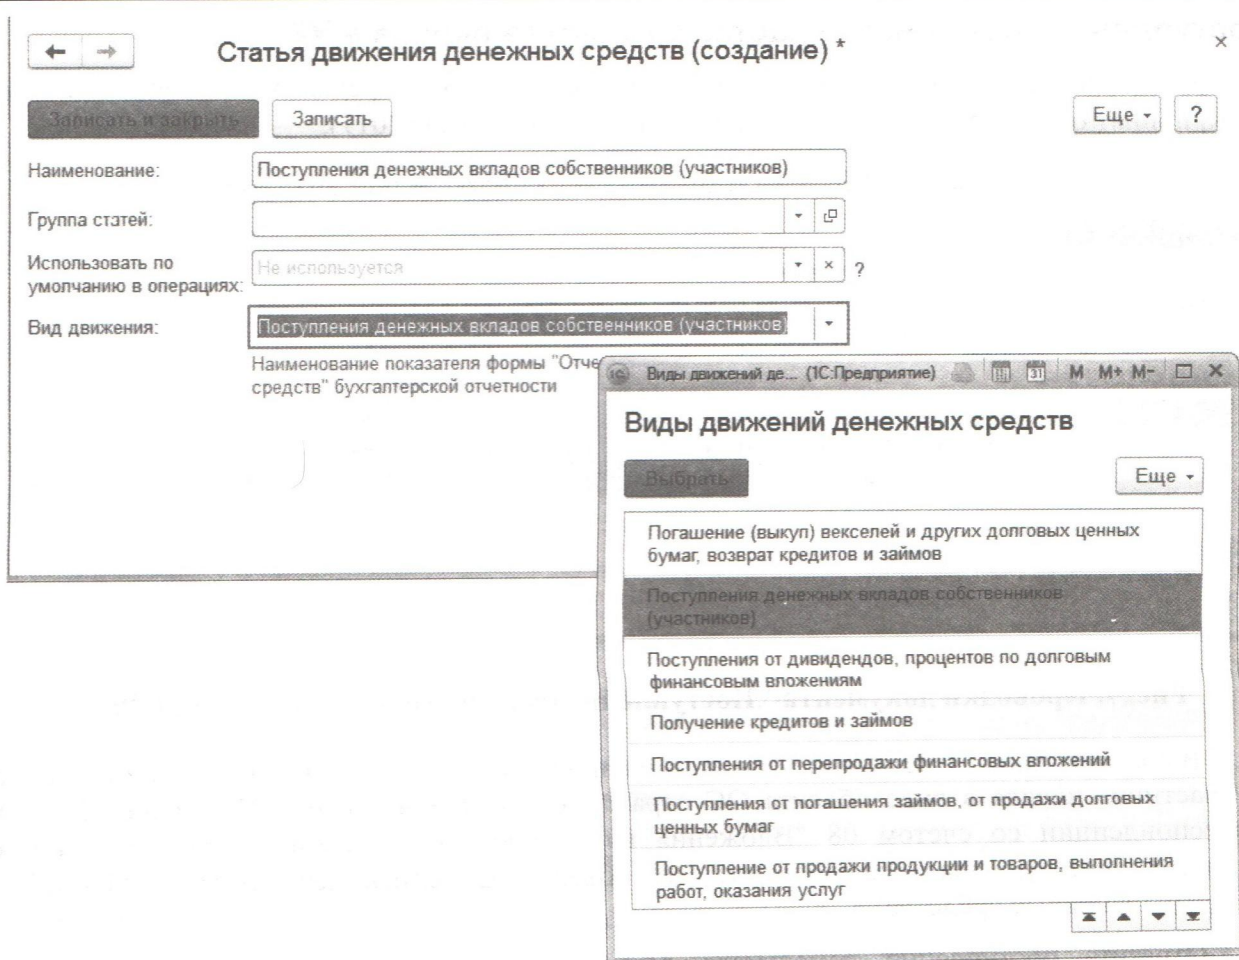 Статья движения денежных средств (создание) *
×
Записать и закрыть
Записать
Еще
?
Наименование:
Поступления денежных вкладов собственников (участников)
Группа статей:
Использовать по
умолчанию в операциях:
Не используется
× ?
Вид движения:
Поступления денежных вкладов собственников (участников)
Наименование показателя формы "Отче
средств" бухгалтерской отчетности
Виды движений де... (1С:Предприятие)
31 M M+ M-
Виды движений денежных средств
Выбрать
Еще
Погашение (выкуп) векселей и других долговых ценных
бумаг, возврат кредитов и займов
Поступления денежных вкладов собственников
(участников)
Поступления от дивидендов, процентов по долговым
финансовым вложениям
Получение кредитов и займов
Поступления от перепродажи финансовых вложений
Поступления от погашения займов, от продажи долговых
ценных бумаг
Поступление от продажи продукции и товаров, выполнения
работ, оказания услуг